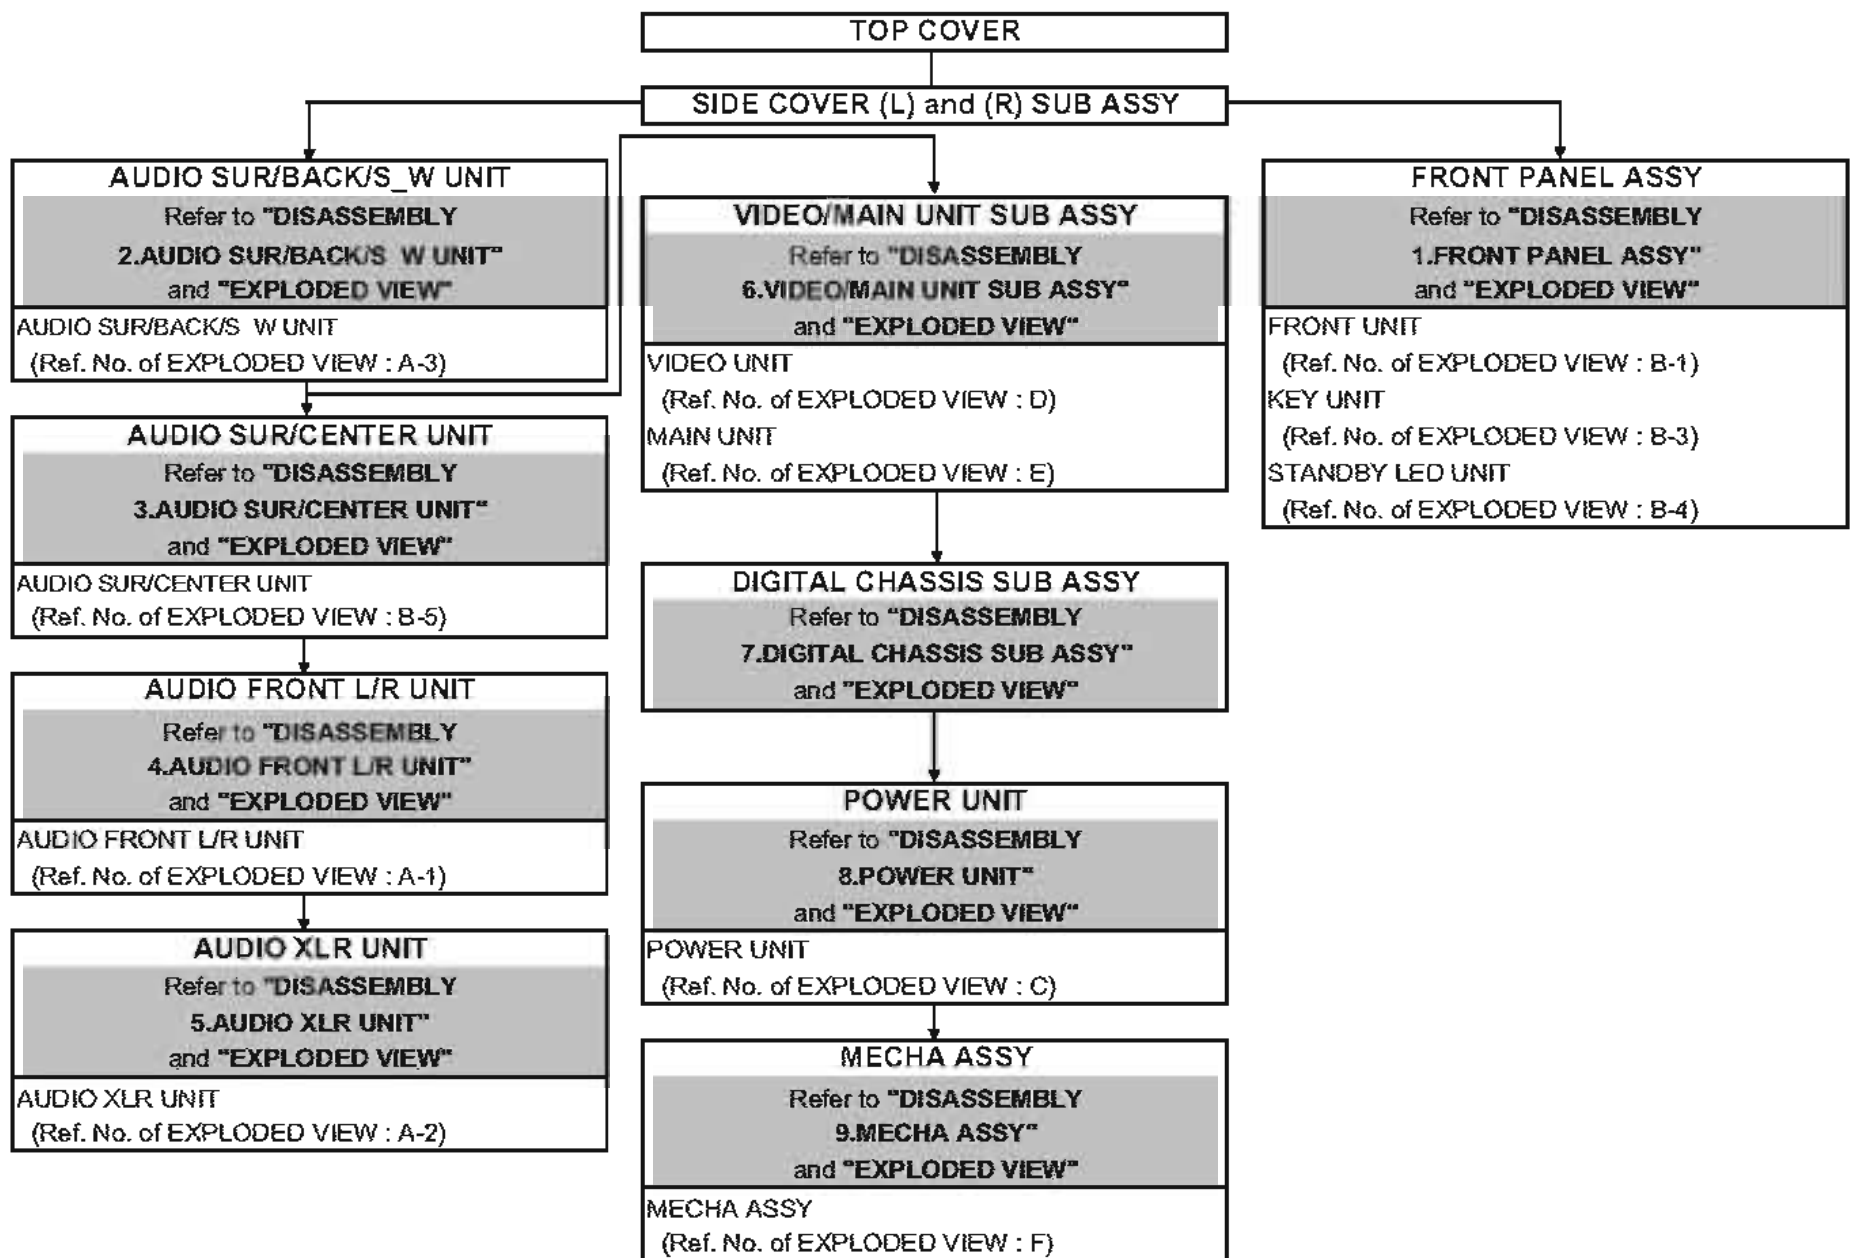 TOP COVER
SIDE COVER (L) and (R) SUB ASSY
AUDIO SUR/BACK/S_W UNIT
Refer to "DISASSEMBLY
2.AUDIO SUR/BACK/S W UNIT"
and "EXPLODED VIEW"
AUDIO SUR/BACK/S W UNIT
(Ref. No. of EXPLODED VIEW : A-3)
AUDIO SUR/CENTER UNIT
Refer to "DISASSEMBLY
3.AUDIO SUR/CENTER UNIT"
and "EXPLODED VIEW"
AUDIO SUR/CENTER UNIT
(Ref. No. of EXPLODED VIEW : B-5)
AUDIO FRONT L/R UNIT
Refer to "DISASSEMBLY
4.AUDIO FRONT L/R UNIT"
and "EXPLODED VIEW"
AUDIO FRONT L/R UNIT
(Ref. No. of EXPLODED VIEW : A-1)
AUDIO XLR UNIT
Refer to "DISASSEMBLY
5.AUDIO XLR UNIT"
and "EXPLODED VIEW"
AUDIO XLR UNIT
(Ref. No. of EXPLODED VIEW : A-2)
VIDEO/MAIN UNIT SUB ASSY
Refer to "DISASSEMBLY
6.VIDEO/MAIN UNIT SUB ASSY"
and "EXPLODED VIEW"
VIDEO UNIT
(Ref. No. of EXPLODED VIEW : D)
MAIN UNIT
(Ref. No. of EXPLODED VIEW : E)
DIGITAL CHASSIS SUB ASSY
Refer to "DISASSEMBLY
7.DIGITAL CHASSIS SUB ASSY"
and "EXPLODED VIEW"
POWER UNIT
Refer to "DISASSEMBLY
8.POWER UNIT"
and "EXPLODED VIEW"
POWER UNIT
(Ref. No. of EXPLODED VIEW : C)
MECHA ASSY
Refer to "DISASSEMBLY
9.MECHA ASSY"
and "EXPLODED VIEW"
MECHA ASSY
(Ref. No. of EXPLODED VIEW : F)
FRONT PANEL ASSY
Refer to "DISASSEMBLY
1.FRONT PANEL ASSY"
and "EXPLODED VIEW"
FRONT UNIT
(Ref. No. of EXPLODED VIEW : B-1)
KEY UNIT
(Ref. No. of EXPLODED VIEW : B-3)
STANDBY LED UNIT
(Ref. No. of EXPLODED VIEW : B-4)